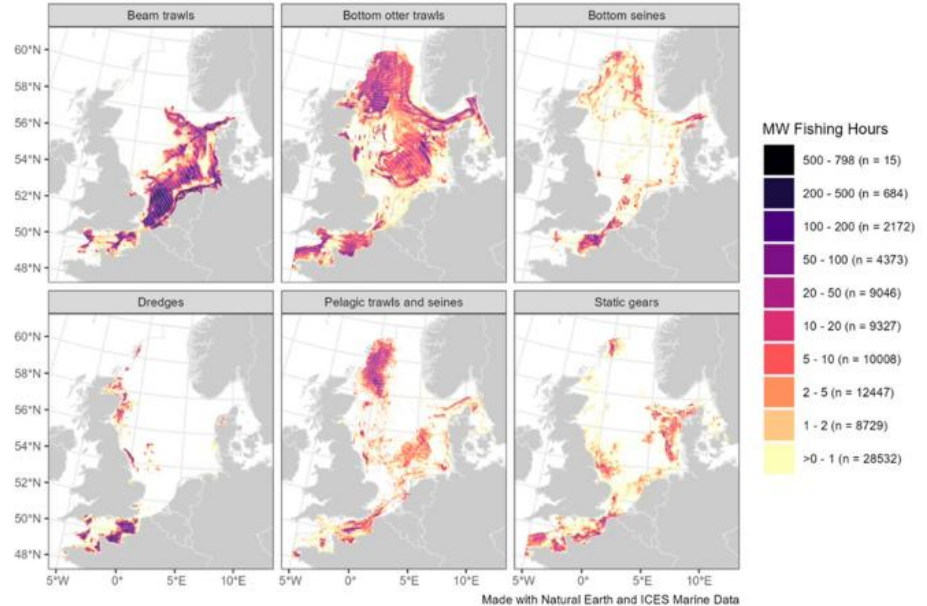 Beam trawls
Bottom otter trawls
Bottom seines
60°N
58°N
56°N
54°N
52°N
50°N
48°N
Dredges
Pelagic trawls and seines
Static gears
60°N
58°N
56°N
54°N
52°N
50°N
48°N
5°W 0° 5°E 10°E
5°W 0° 5°E 10°E
5°W 0° 5°E 10°E
MW Fishing Hours
500 - 798 (n = 15)
200 - 500 (n = 684)
100 - 200 (n = 2172)
50 - 100 (n = 4373)
20 - 50 (n = 9046)
10 - 20 (n = 9327)
5 - 10 (n = 10008)
2 - 5 (n = 12447)
1 - 2 (n = 8729)
>0 - 1 (n = 28532)
Made with Natural Earth and ICES Marine Data